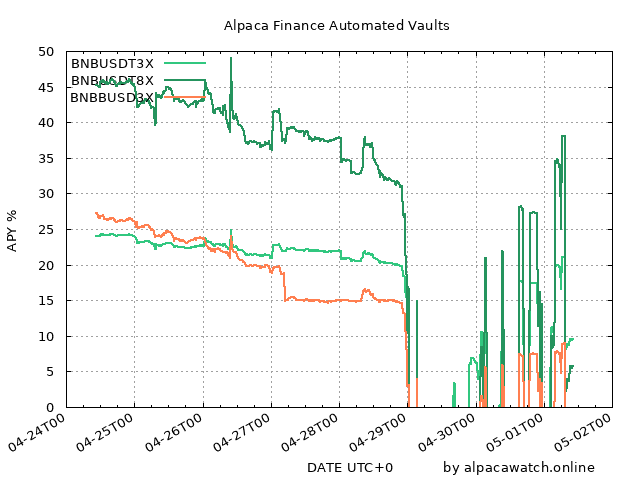 Alpaca Finance Automated Vaults
50
45
40
35
30
25
20
15
10
5
0
APY %
BNBUSDT3X
BNBUSDT8X
BNBBUSD3X
04-24T00
04-25T00
04-26T00
04-27T00
04-28T00
04-29T00
04-30T00
05-01T00
05-02T00
DATE UTC+0
by alpacawatch.online